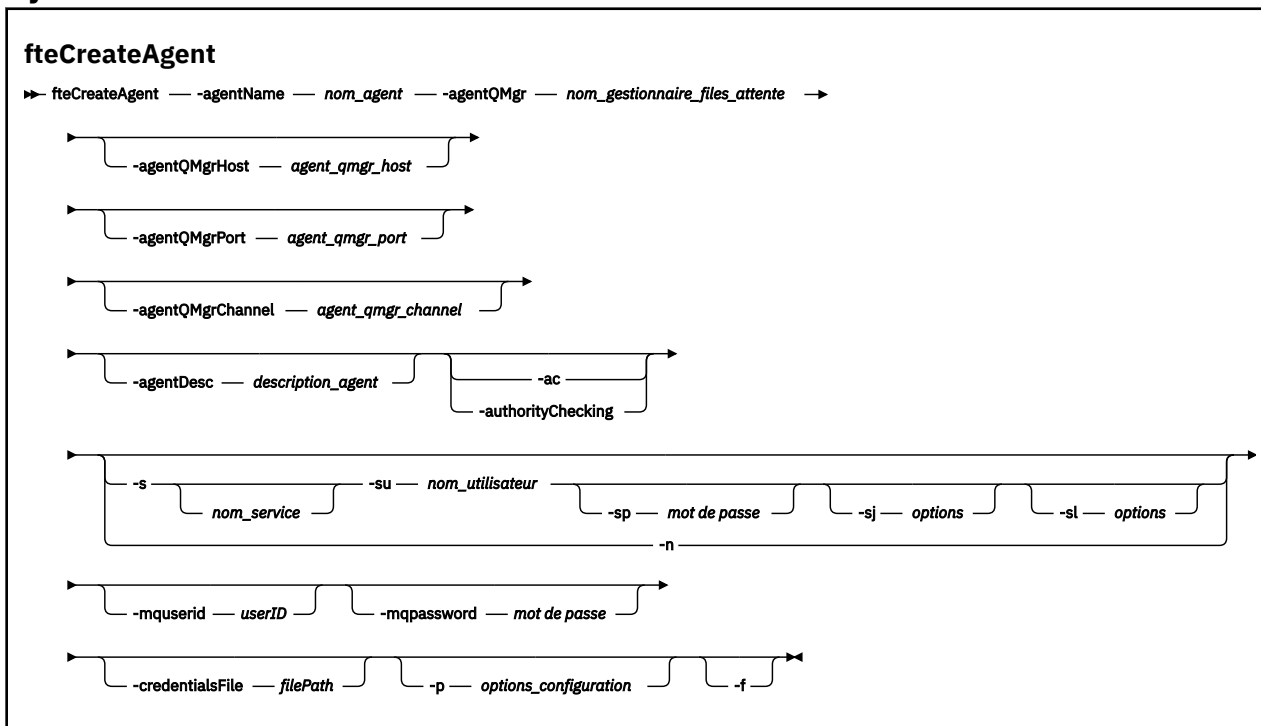 fteCreateAgent
fteCreateAgent -agentName nom_agent -agentQMgr nom_gestionnaire_files_attente
-agentQMgrHost agent_qmgr_host
-agentQMgrPort agent_qmgr_port
-agentQMgrChannel agent_qmgr_channel
-agentDesc description_agent -ac
-authorityChecking
-s -su nom_utilisateur
nom_service -sp mot de passe -sj options -sl options
-n
-mquserid userID -mqpassword mot de passe
-credentialsFile filePath -p options_configuration -f